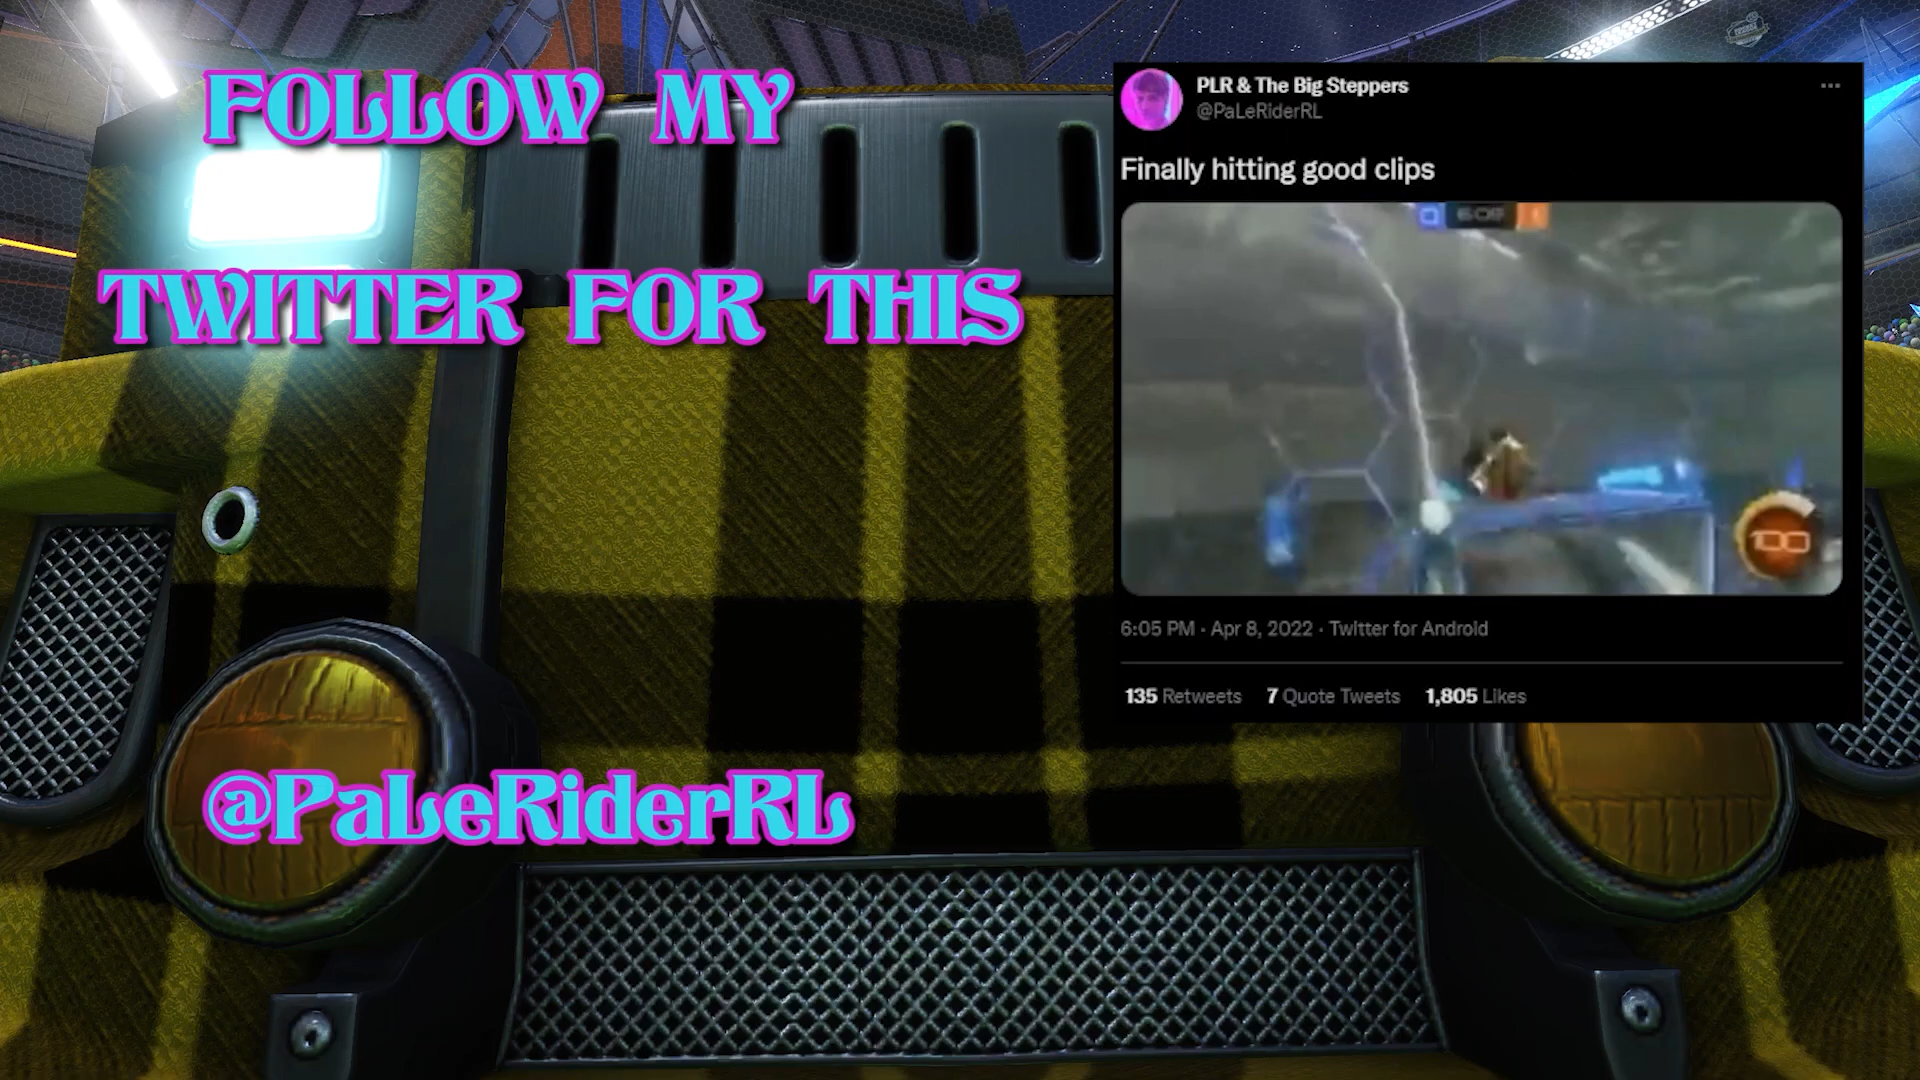 FOLLOW MY
TWITTER FOR THIS
@PaLeRiderRL
PLR & The Big Steppers
@PaLeRiderRL
Finally hitting good clips
100
6:05 PM · Apr 8, 2022 · Twitter for Android
135 Retweets 7 Quote Tweets 1,805 Likes